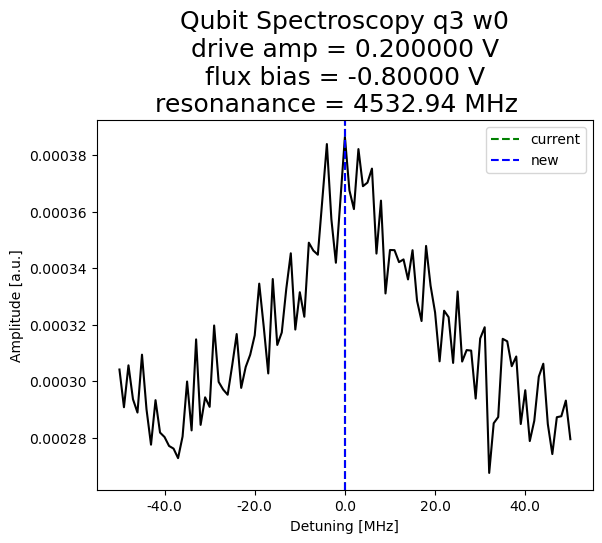 Qubit Spectroscopy q3 w0
drive amp = 0.200000 V
flux bias = -0.80000 V
resonanance = 4532.94 MHz
current
new
0.00038
0.00036
0.00034
0.00032
0.00030
0.00028
Amplitude [a.u.]
-40.0
-20.0
0.0
20.0
40.0
Detuning [MHz]